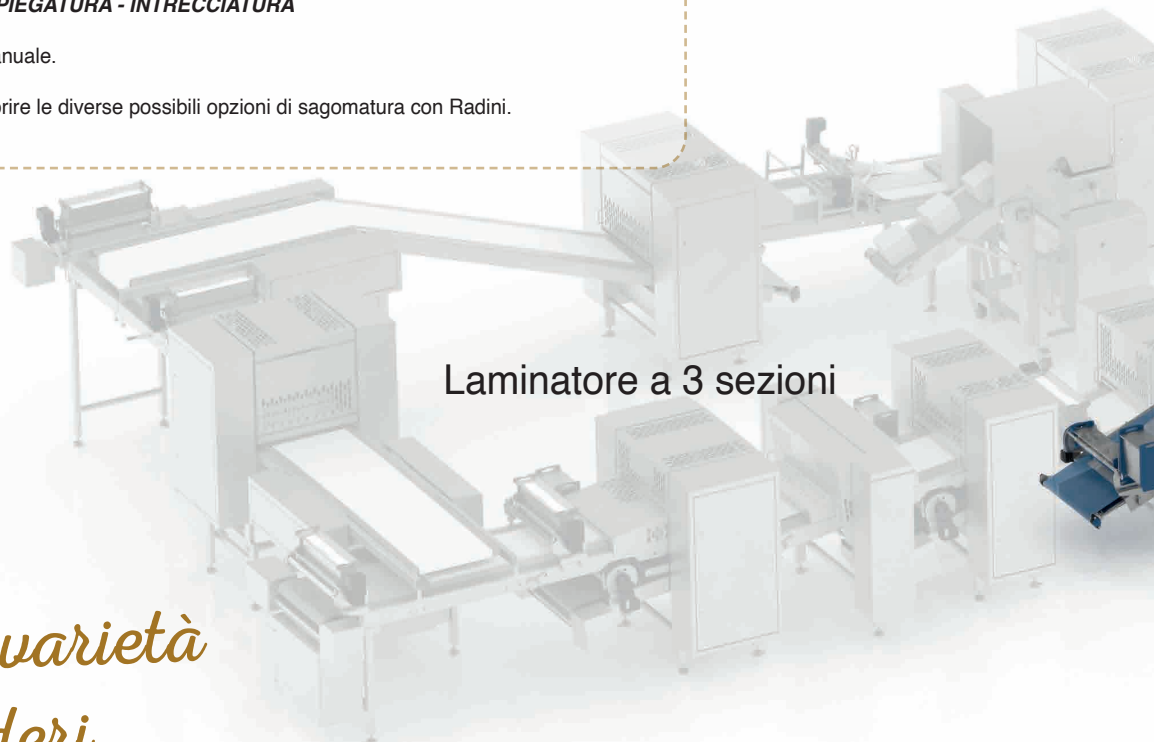 PIEGATURA - INTRECCIATURA
anuale.
prire le diverse possibili opzioni di sagomatura con Radini.
Laminatore a 3 sezioni
varietà